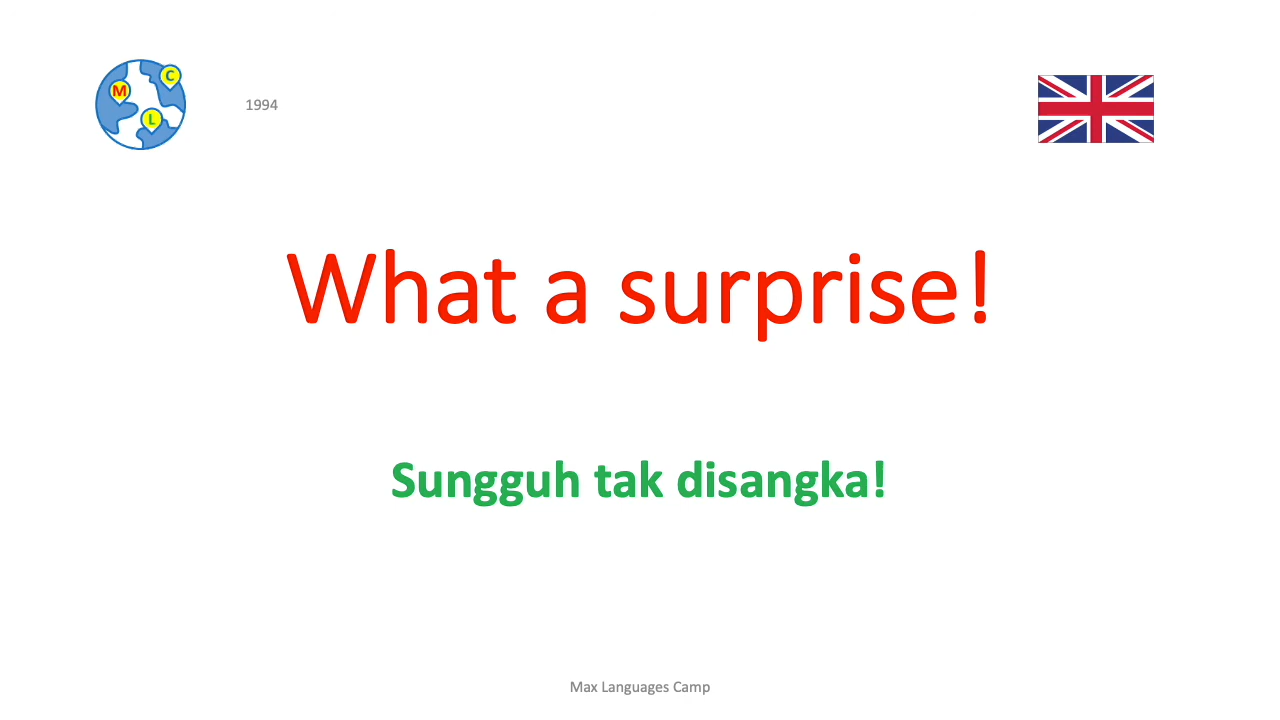 M
C
L
1994
What a surprise!
Sungguh tak disangka!
Max Languages Camp